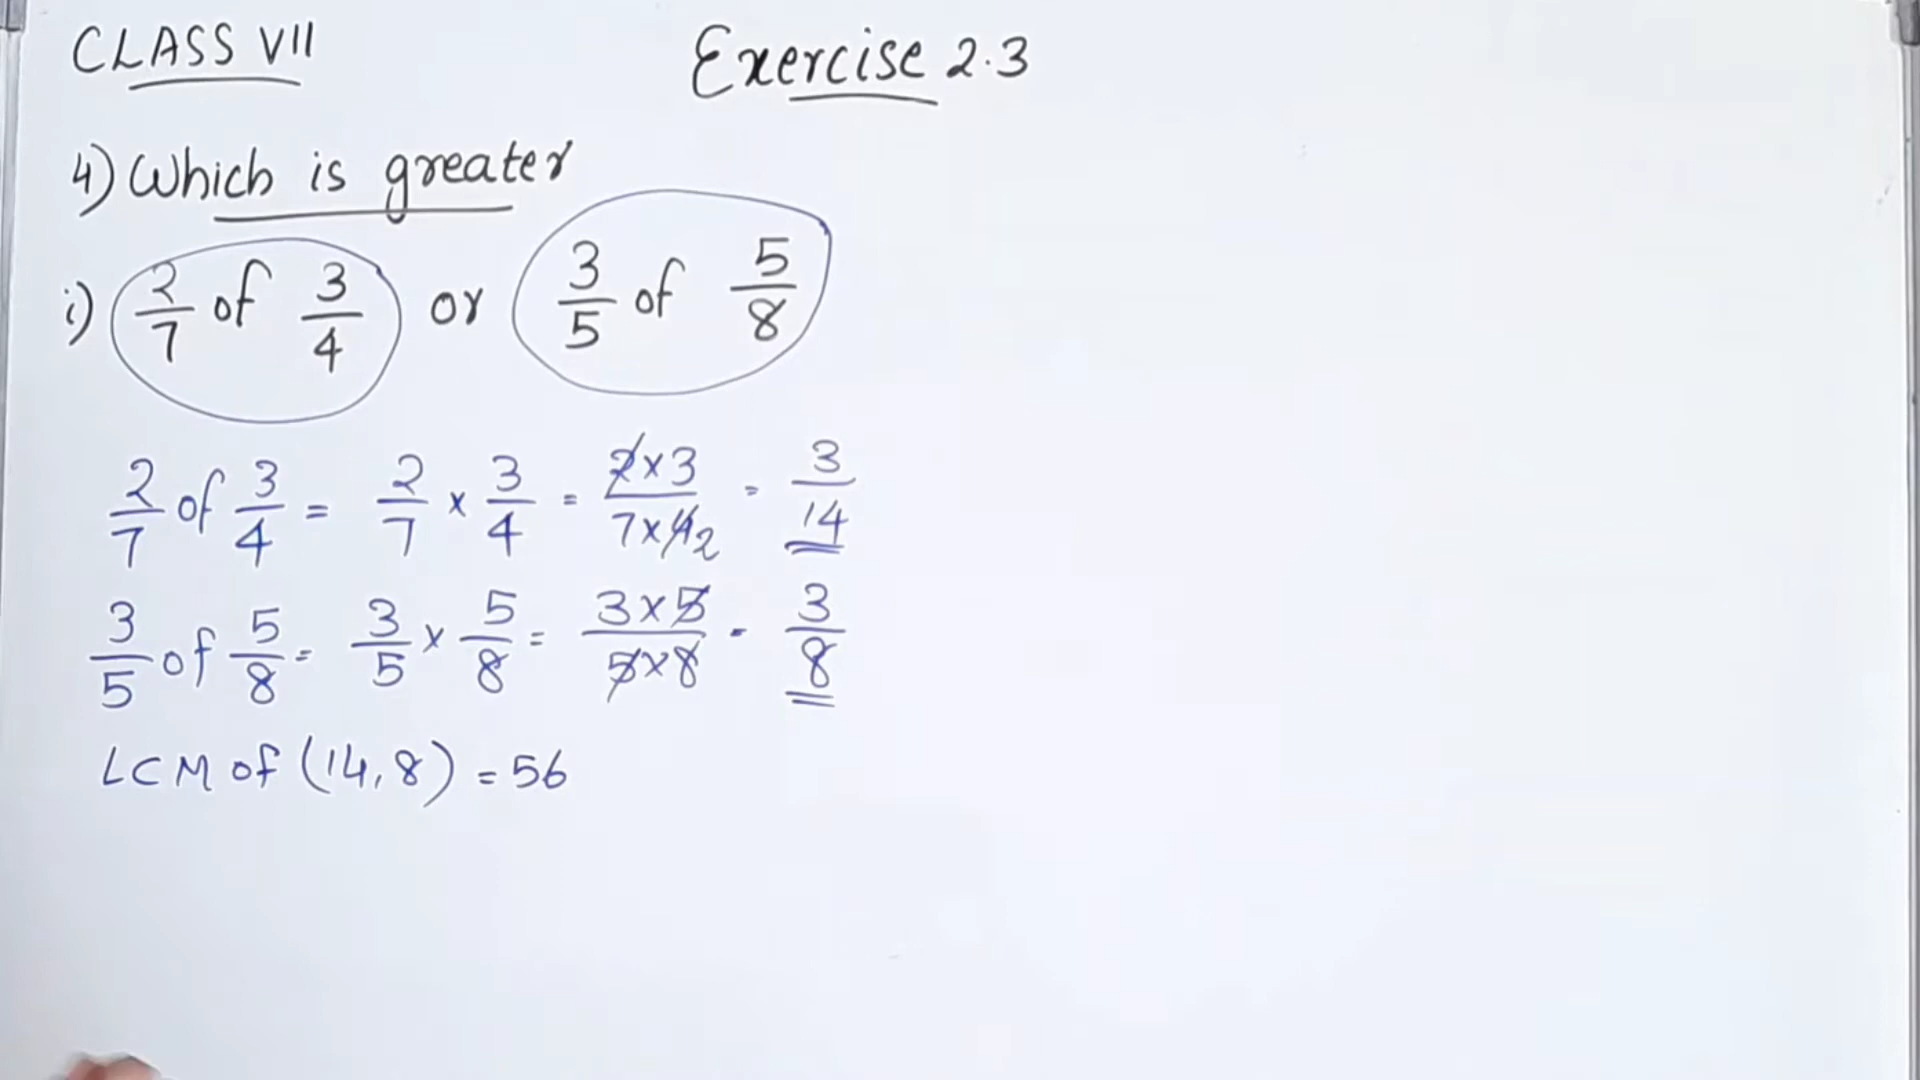 CLASS VII
Exercise 2.3
4) Which is greater
i) 2/7 of 3/4 or 3/5 of 5/8
2/7 of 3/4 = 2/7 × 3/4 = 2×3/7×4 2 = 3/14
3/5 of 5/8 = 3/5 × 5/8 = 3×5/5×8 = 3/8
LCM of (14,8) = 56